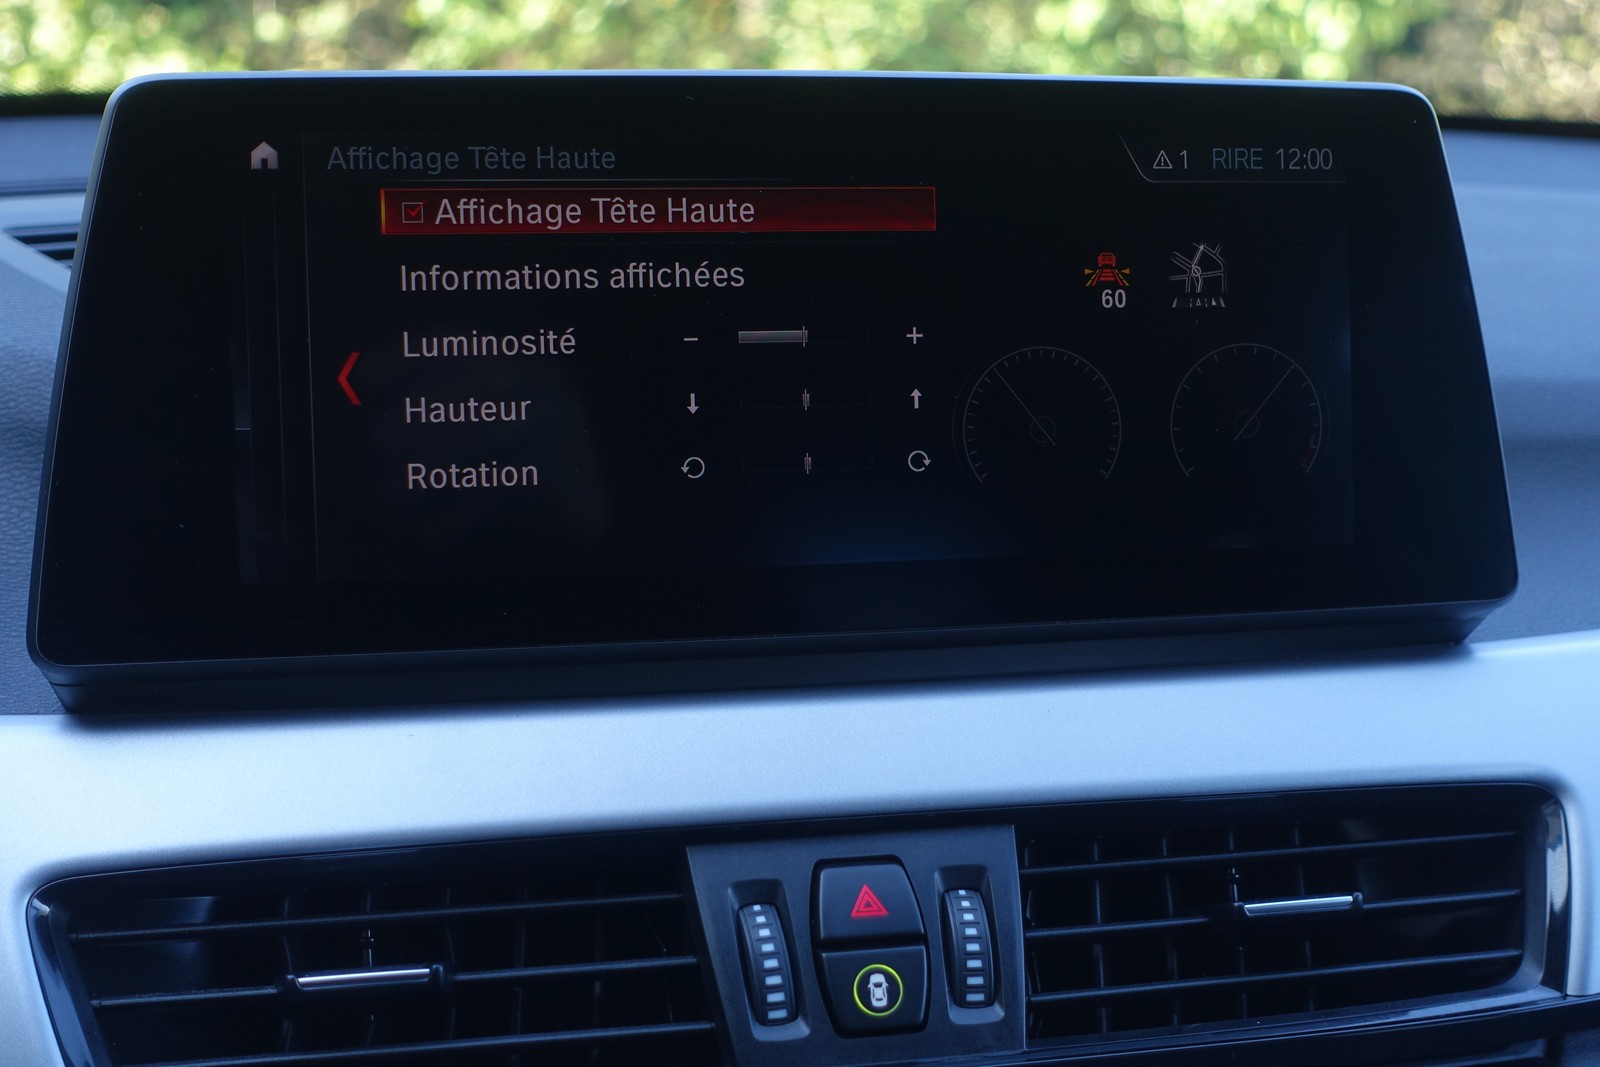 Affichage Tête Haute
1 RIRE 12:00
Affichage Tête Haute
Informations affichées
60
Luminosité - +
Hauteur
Rotation